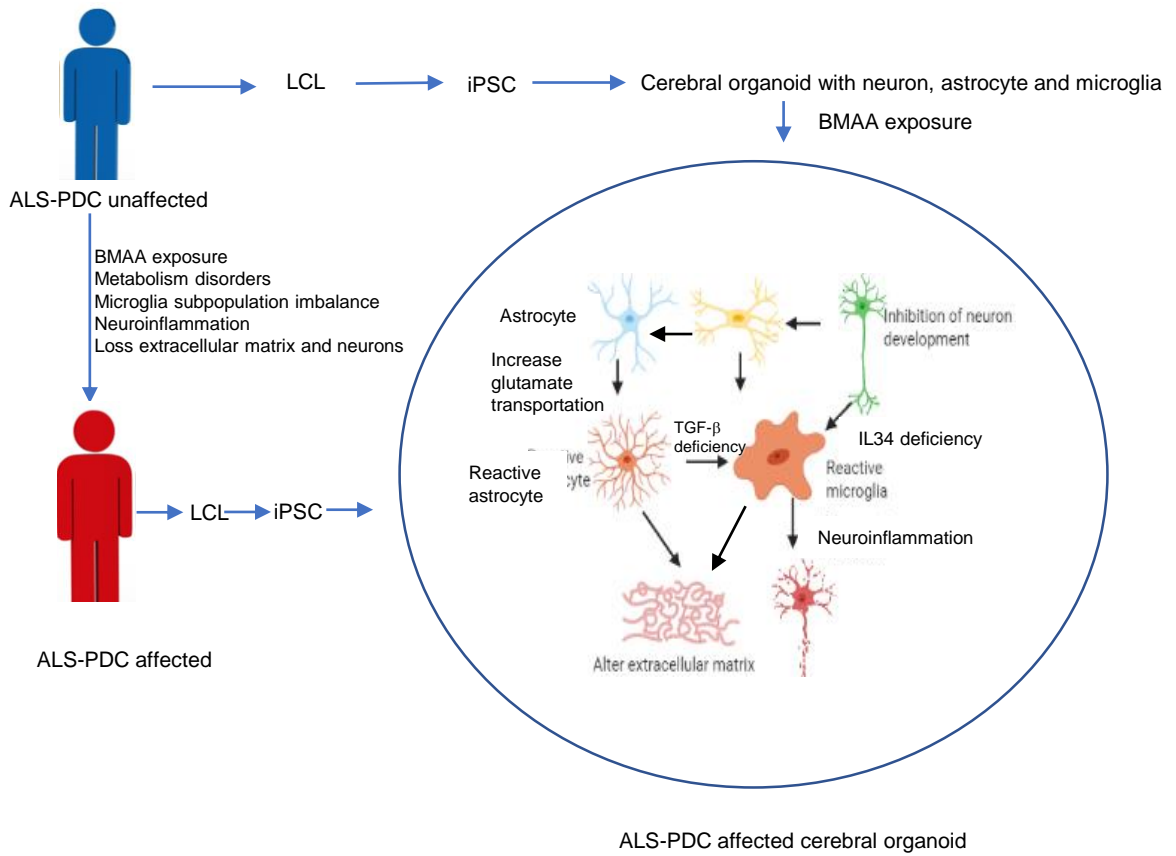 LCL
iPSC
Cerebral organoid with neuron, astrocyte and microglia
BMAA exposure
ALS-PDC unaffected
BMAA exposure
Metabolism disorders
Microglia subpopulation imbalance
Neuroinflammation
Loss extracellular matrix and neurons
Astrocyte
Inhibition of neuron
development
Increase
glutamate
transportation
TGF-β
deficiency
IL34 deficiency
Reactive
astrocyte
Reactive
microglia
LCL
iPSC
Neuroinflammation
Alter extracellular matrix
ALS-PDC affected
ALS-PDC affected cerebral organoid